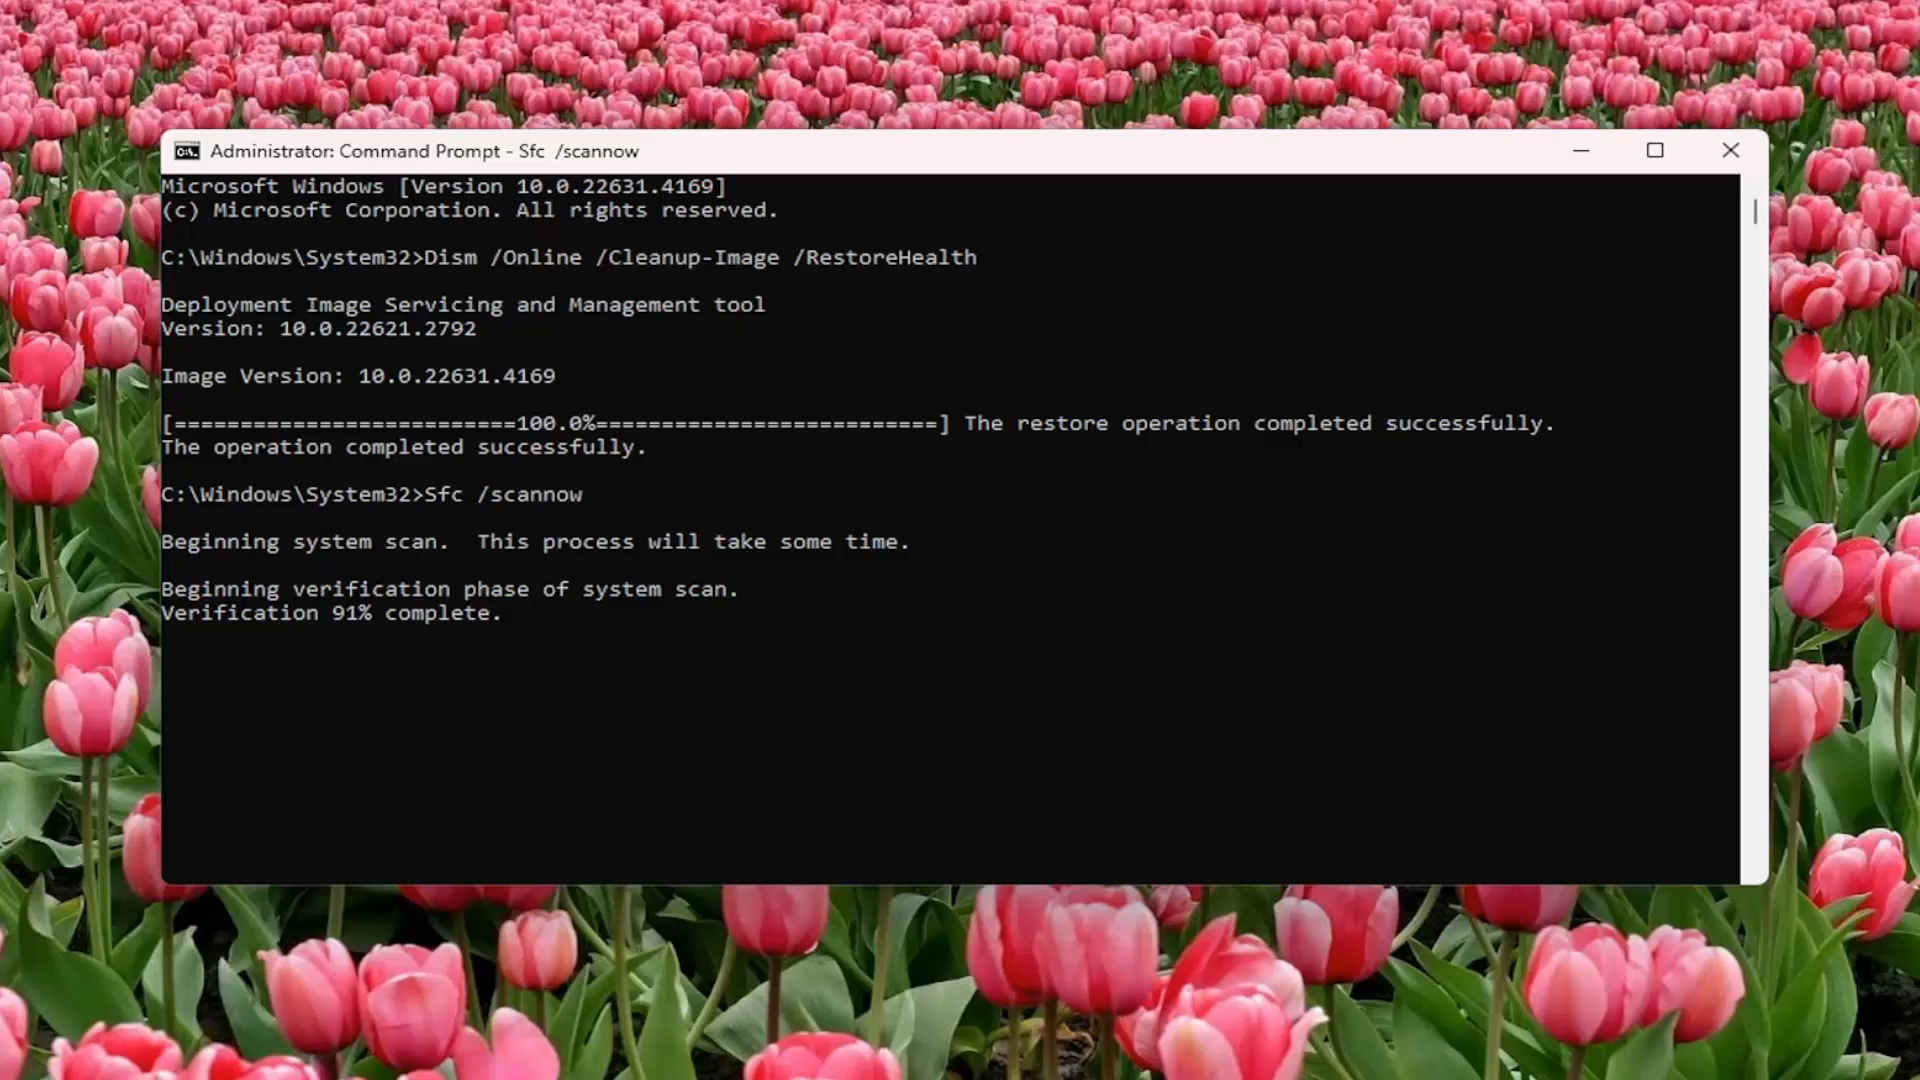 Administrator: Command Prompt - Sfc  /scannow
Microsoft Windows [Version 10.0.22631.4169]
(c) Microsoft Corporation. All rights reserved.
C:\Windows\System32>Dism /Online /Cleanup-Image /RestoreHealth
Deployment Image Servicing and Management tool
Version: 10.0.22621.2792
Image Version: 10.0.22631.4169
[==========================100.0%==========================] The restore operation completed successfully.
The operation completed successfully.
C:\Windows\System32>Sfc /scannow
Beginning system scan.  This process will take some time.
Beginning verification phase of system scan.
Verification 91% complete.